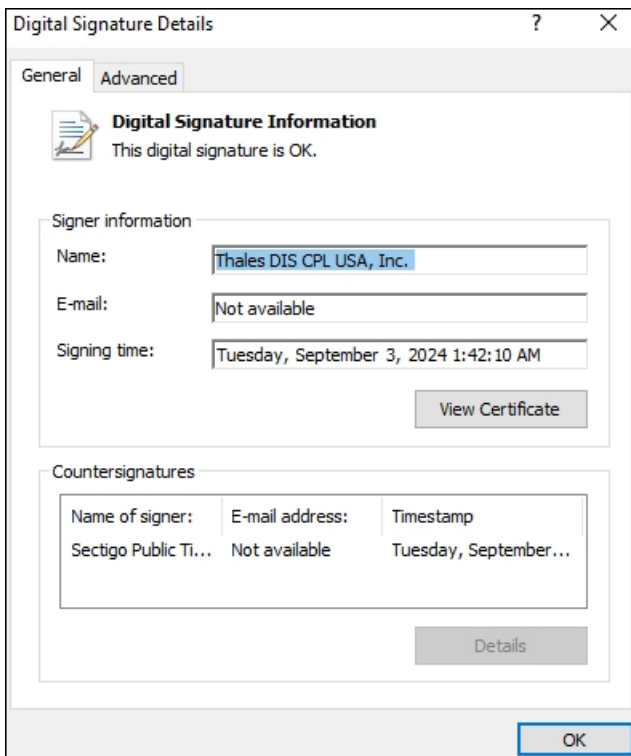 Digital Signature Details
?
General
Advanced
Digital Signature Information
This digital signature is OK.
Signer information
Name:
Thales DIS CPL USA, Inc.
E-mail:
Not available
Signing time:
Tuesday, September 3, 2024 1:42:10 AM
View Certificate
Countersignatures
Name of signer: E-mail address: Timestamp
Sectigo Public Ti... Not available Tuesday, September...
Details
OK